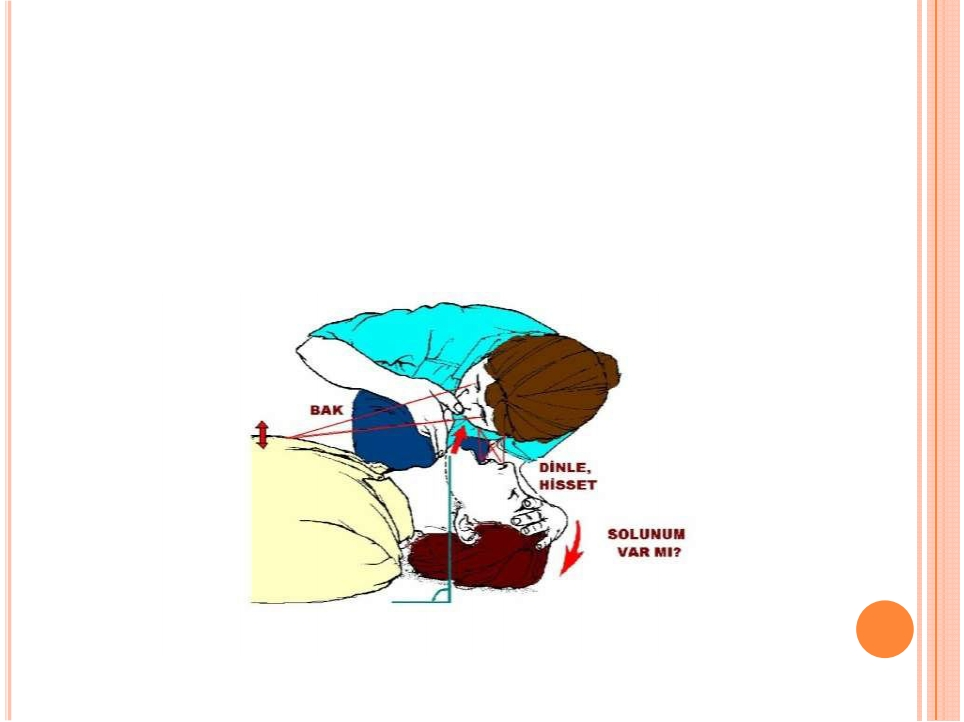 BAK
DİNLE,
HİSSET
SOLUNUM
VAR MI?